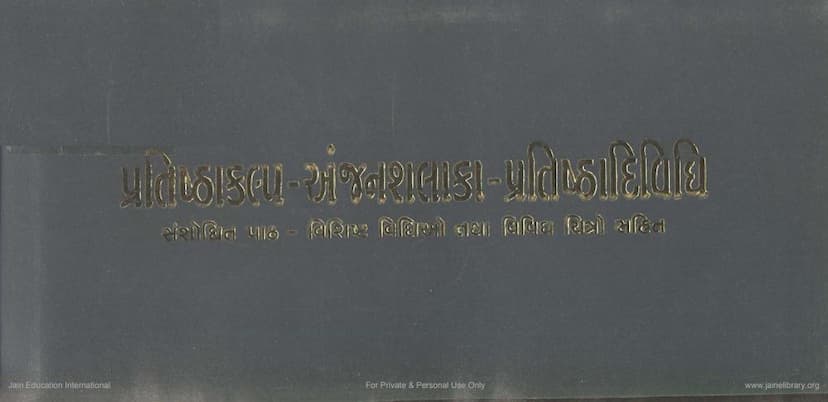 પ્રતિષ્ઠાકલ્પ - અંજનશલાકા - પ્રતિષ્ઠાદિવિધિ
સંશોધિત પાઠ - વિશિષ્ટ વિધિઓ તથા વિવિધ ચિત્રો સહિત
Jain Education International For Private & Personal Use Only www.jainelibrary.org